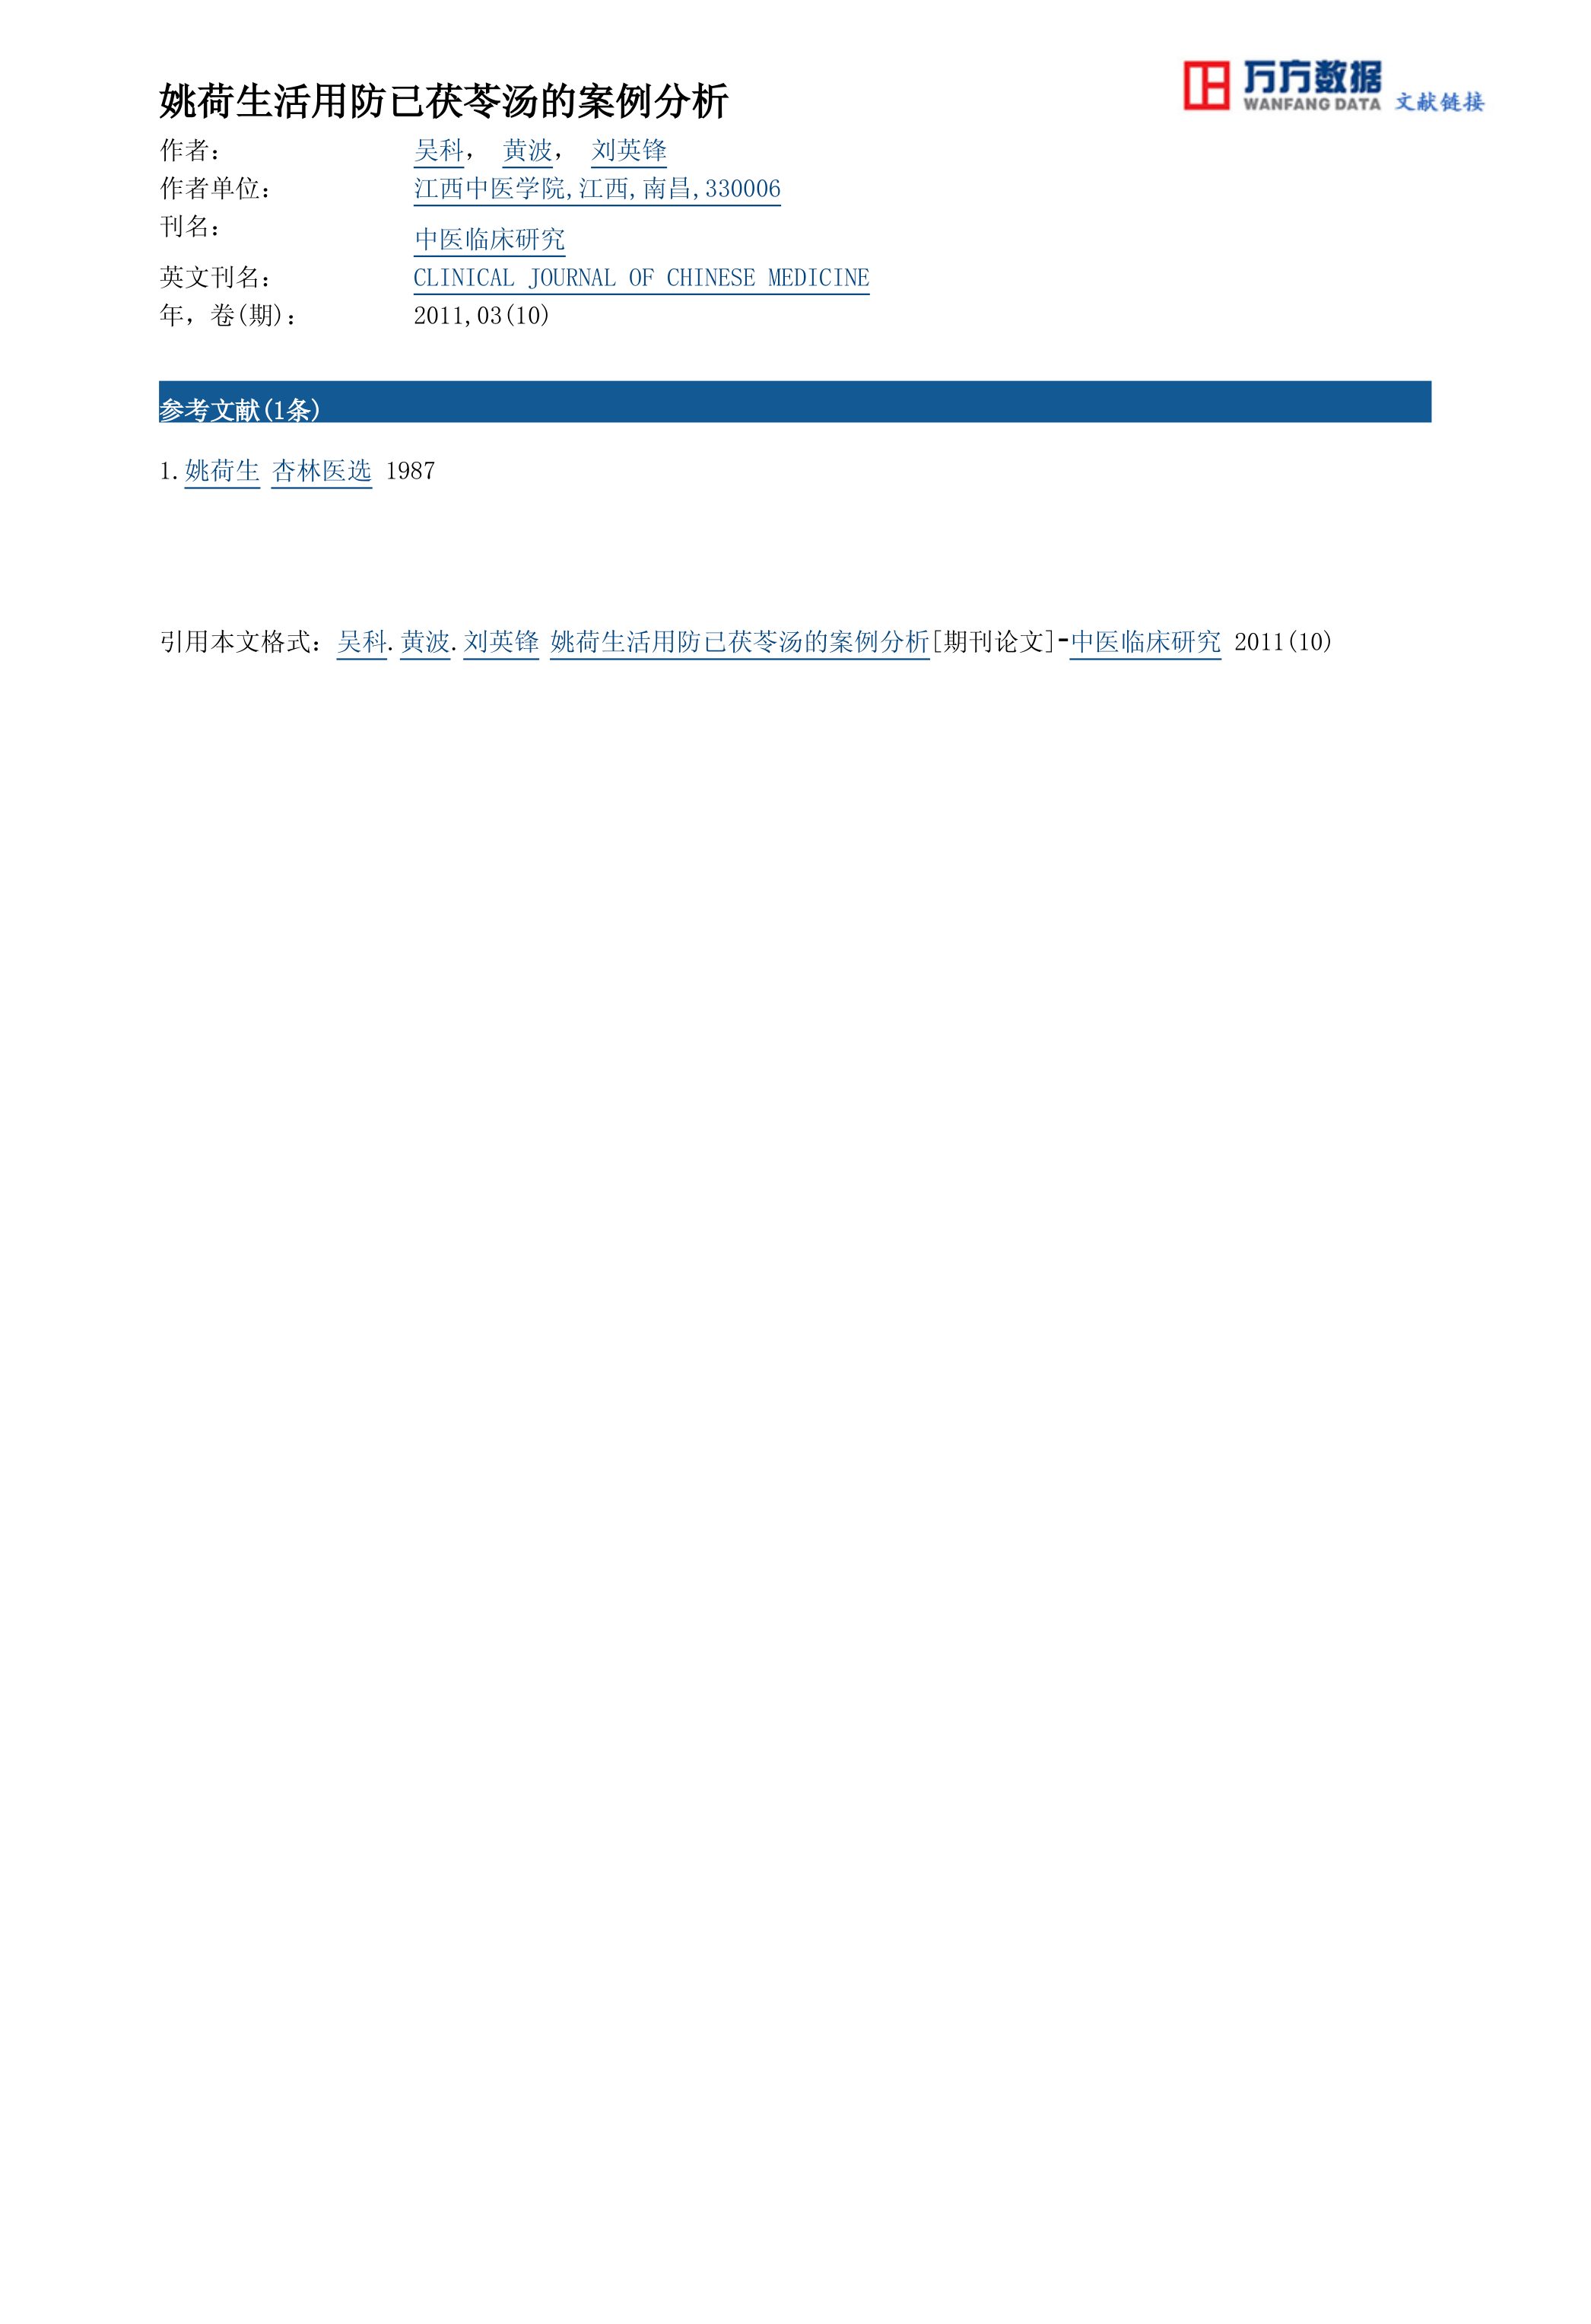 姚荷生活用防已茯苓汤的案例分析
万方数据
WANFANG DATA 文献链接
作者： 吴科， 黄波， 刘英锋
作者单位： 江西中医学院,江西,南昌,330006
刊名： 中医临床研究
英文刊名： CLINICAL JOURNAL OF CHINESE MEDICINE
年，卷(期)： 2011,03(10)
参考文献(1条)
1.姚荷生 杏林医选 1987
引用本文格式：吴科.黄波.刘英锋 姚荷生活用防已茯苓汤的案例分析[期刊论文]-中医临床研究 2011(10)